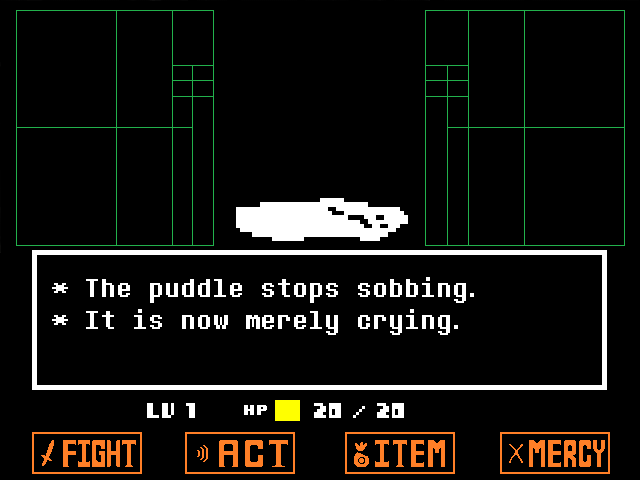 * The puddle stops sobbing.
* It is now merely crying.
LV 1 HP 20 / 20
FIGHT ACT ITEM MERCY